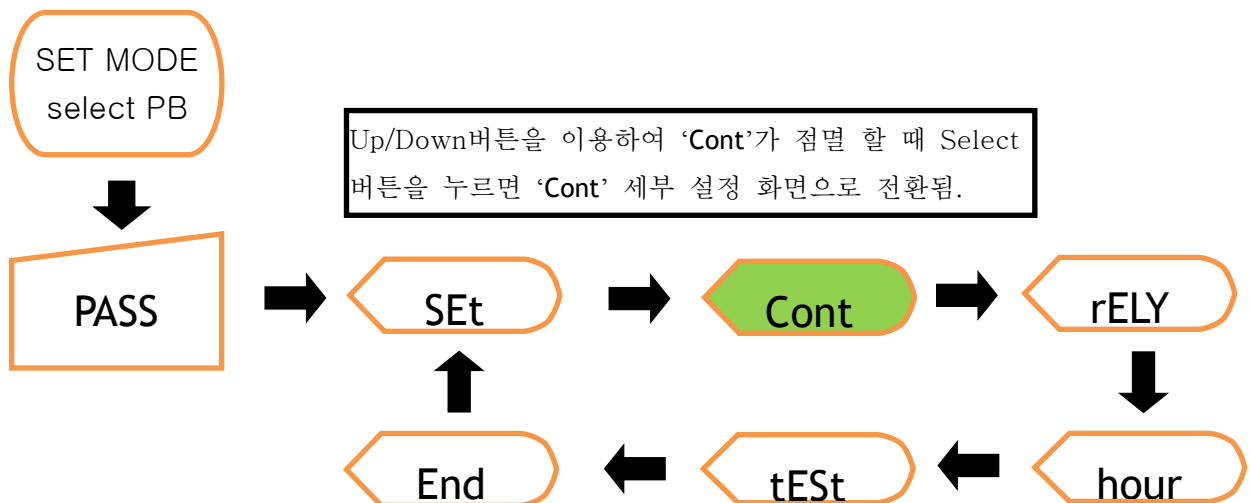 SET MODE
select PB
Up/Down버튼을 이용하여 ‘Cont’가 점멸 할 때 Select
버튼을 누르면 ‘Cont’ 세부 설정 화면으로 전환됨.
PASS
SEt
Cont
rELY
End
tESt
hour